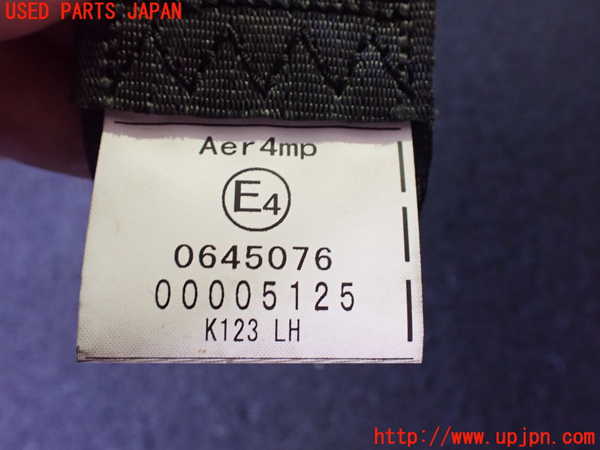 USED PARTS JAPAN
Aer4mp
E4
0645076
00005125
K123 LH
http://www.upjpn.com/